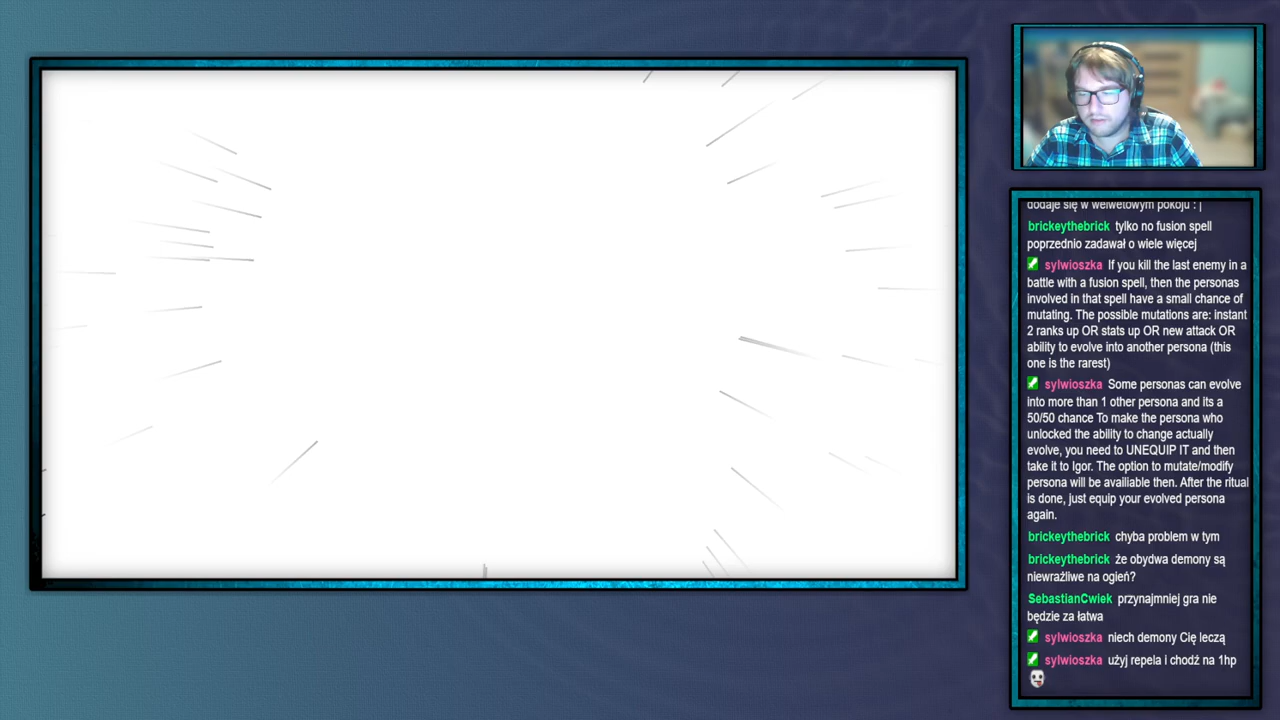 dodaje się w welwetowym pokoju : |
brickeythebrick tylko no fusion spell
poprzednio zadawał o wiele więcej
sylwioszka If you kill the last enemy in a
battle with a fusion spell, then the personas
involved in that spell have a small chance of
mutating. The possible mutations are: instant
2 ranks up OR stats up OR new attack OR
ability to evolve into another persona (this
one is the rarest)
sylwioszka Some personas can evolve
into more than 1 other persona and its a
50/50 chance To make the persona who
unlocked the ability to change actually
evolve, you need to UNEQUIP IT and then
take it to Igor. The option to mutate/modify
persona will be availiable then. After the ritual
is done, just equip your evolved persona
again.
brickeythebrick chyba problem w tym
brickeythebrick że obydwa demony są
niewrażliwe na ogień?
SebastianCwiek przynajmniej gra nie
będzie za łatwa
sylwioszka niech demony Cię leczą
sylwioszka użyj repela i chodź na 1hp